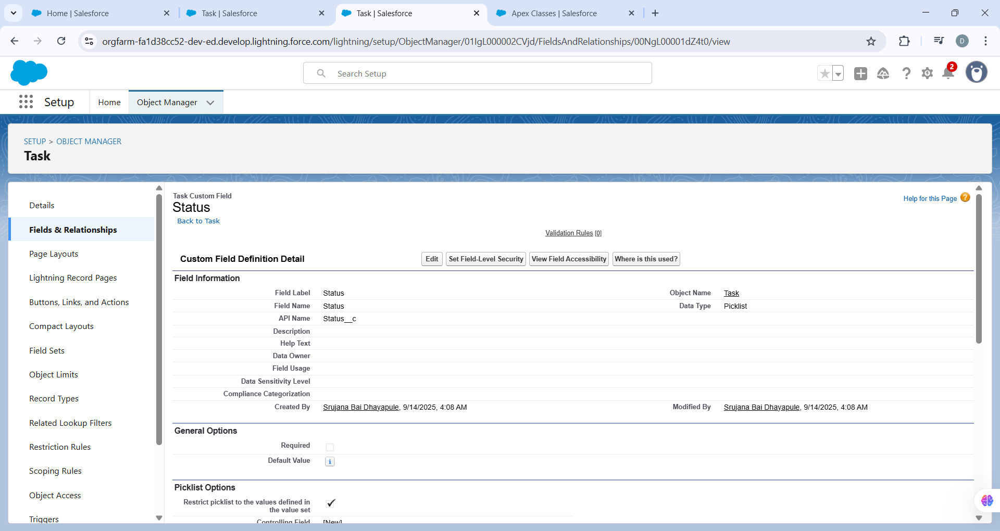 Home | Salesforce
Task | Salesforce
Task | Salesforce
Apex Classes | Salesforce
orgfarm-fa1d38cc52-dev-ed.develop.lightning.force.com/lightning/setup/ObjectManager/01IgL000002CVjd/FieldsAndRelationships/00NgL00001dZ4t0/view
D
Search Setup
2
Setup
Home
Object Manager
SETUP > OBJECT MANAGER
Task
Details
Fields & Relationships
Page Layouts
Lightning Record Pages
Buttons, Links, and Actions
Compact Layouts
Field Sets
Object Limits
Record Types
Related Lookup Filters
Restriction Rules
Scoping Rules
Object Access
Triggers
Task Custom Field
Status
Back to Task
Help for this Page
Validation Rules [0]
Custom Field Definition Detail
Edit
Set Field-Level Security
View Field Accessibility
Where is this used?
Field Information
Field Label Status
Object Name Task
Field Name Status
Data Type Picklist
API Name Status__c
Description
Help Text
Data Owner
Field Usage
Data Sensitivity Level
Compliance Categorization
Created By Srujana Bai Dhayapule, 9/14/2025, 4:08 AM
Modified By Srujana Bai Dhayapule, 9/14/2025, 4:08 AM
General Options
Required
Default Value
Picklist Options
Restrict picklist to the values defined in
the value set
Controlling Field [New]